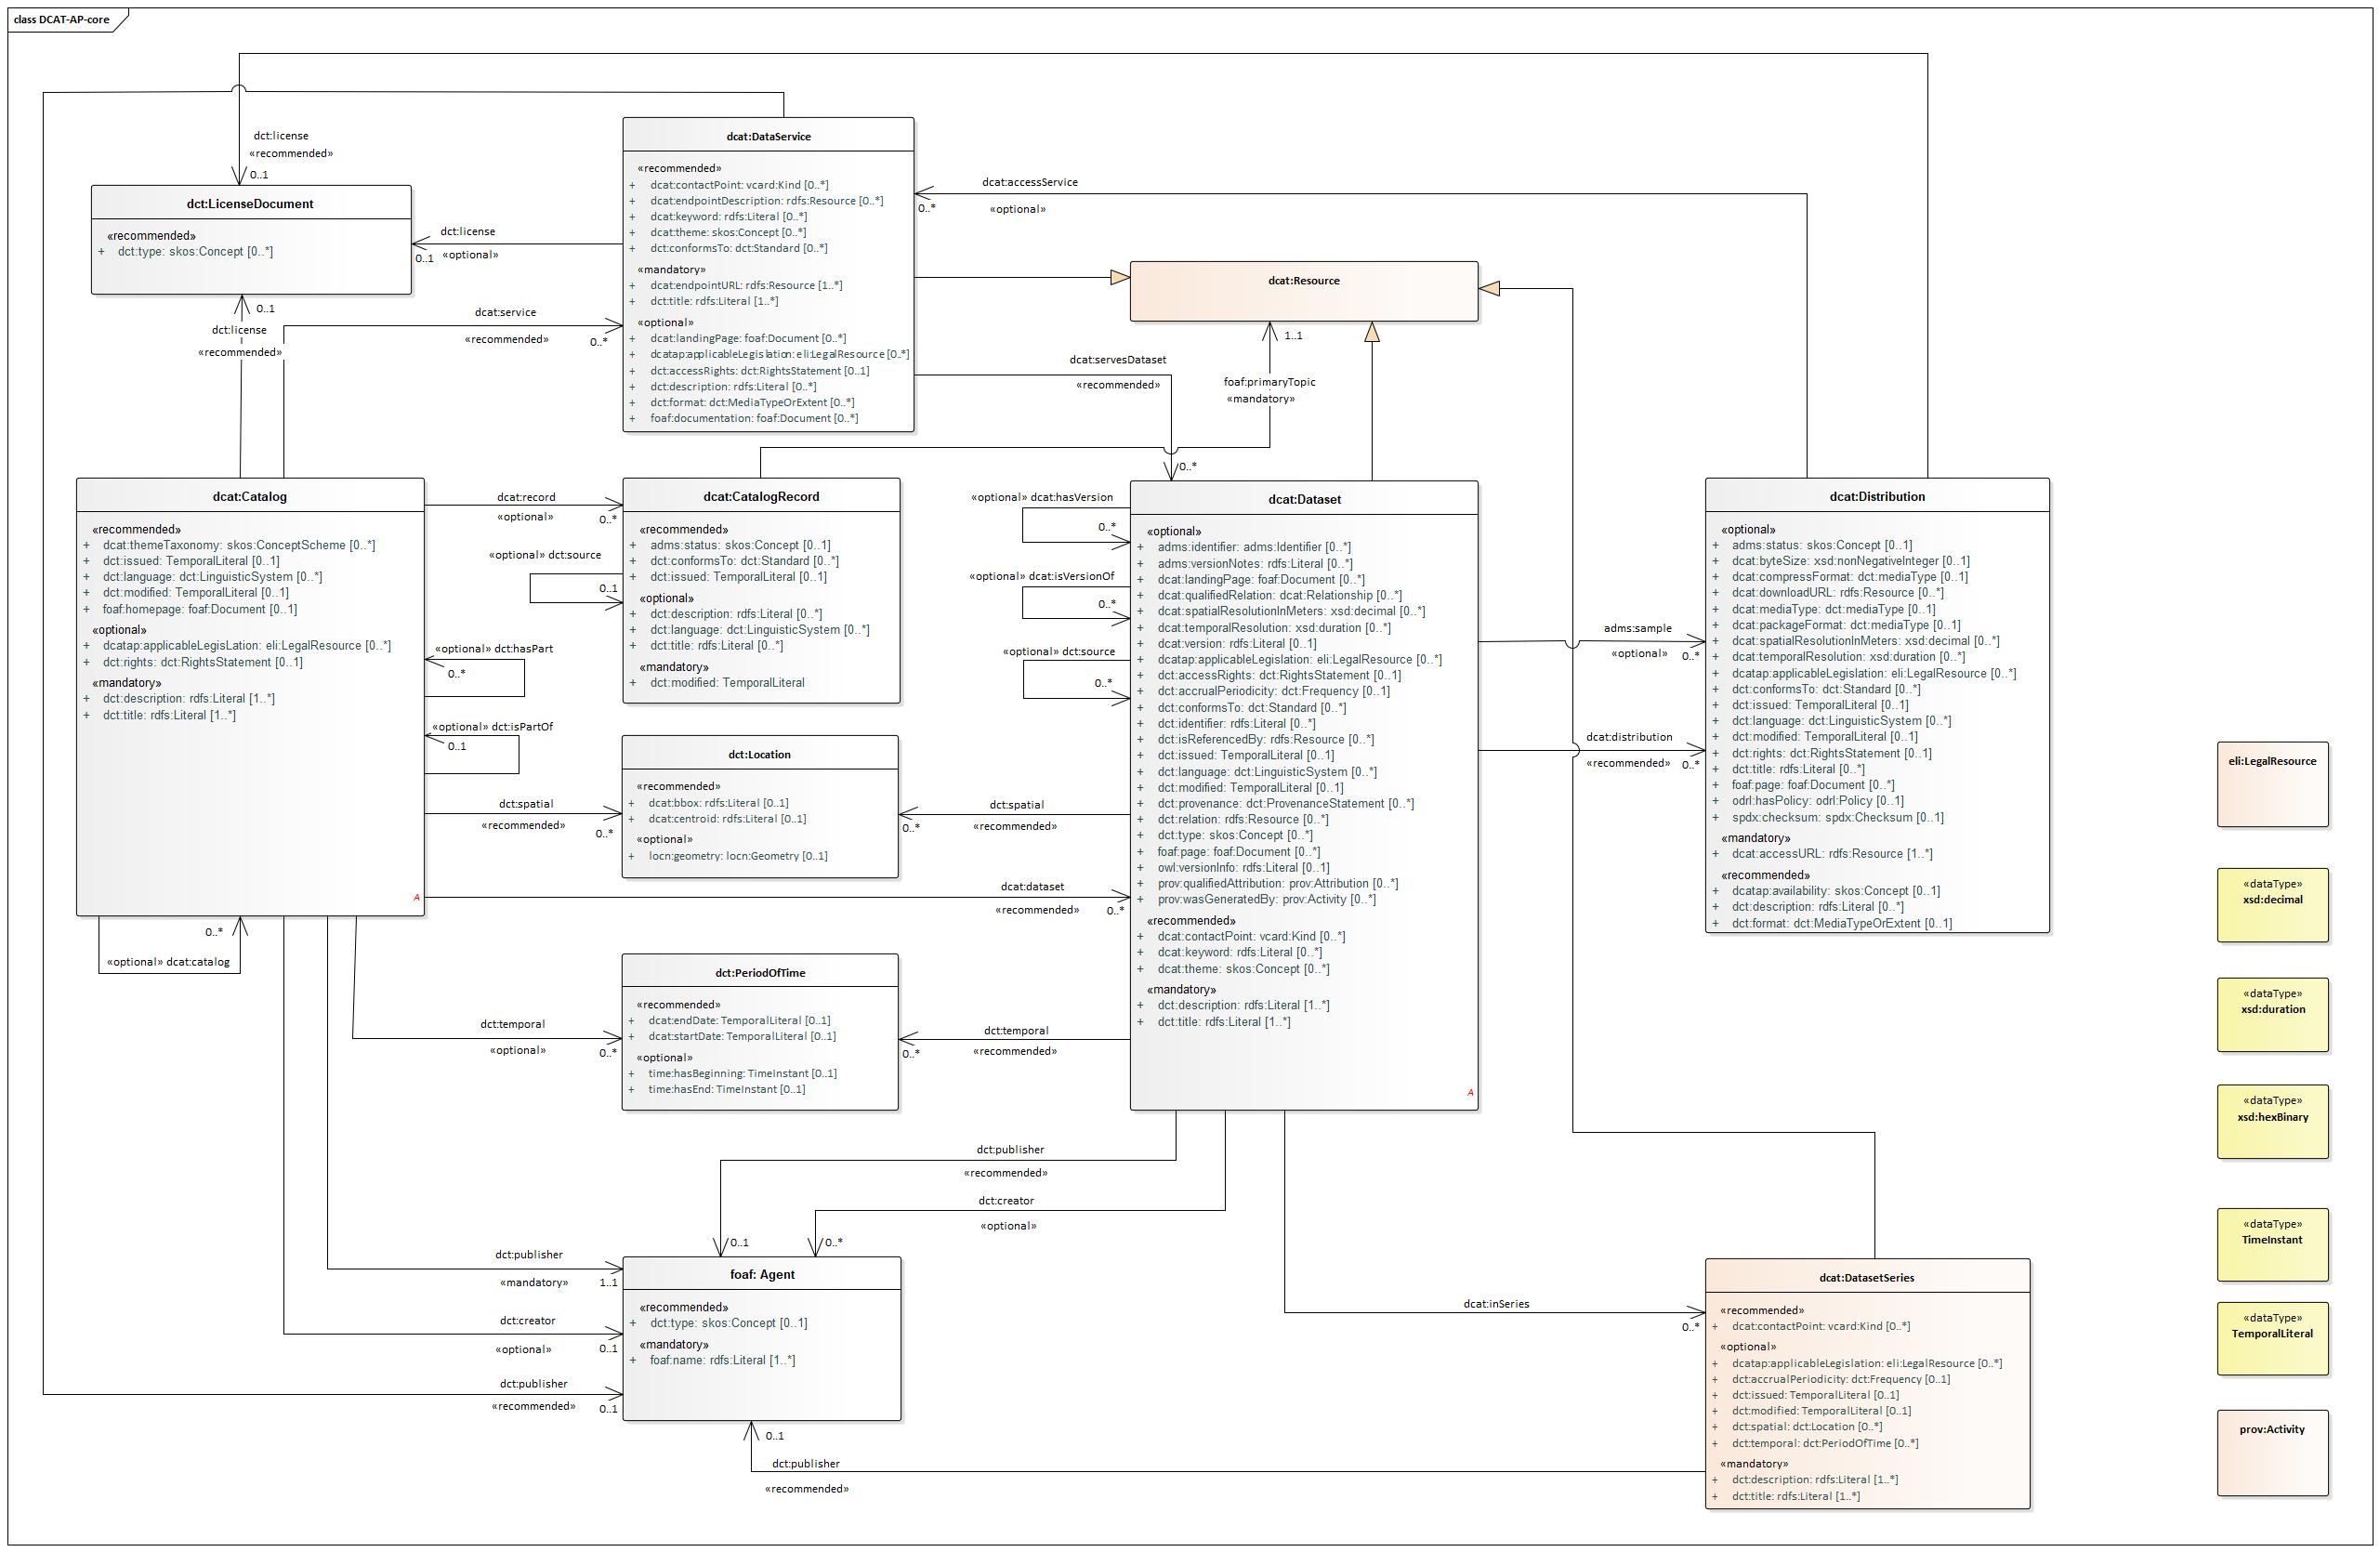 class DCAT-AP-core
dct:license
«recommended»
0..1
dct:LicenseDocument
«recommended»
+ dct:type: skos:Concept [0..*]
dcat:DataService
«recommended»
+ dcat:contactPoint: vcard:Kind [0..*]
+ dcat:endpointDescription: rdfs:Resource [0..*]
+ dcat:keyword: rdfs:Literal [0..*]
+ dcat:theme: skos:Concept [0..*]
+ dct:conformsTo: dct:Standard [0..*]
«mandatory»
+ dcat:endpointURL: rdfs:Resource [1..*]
+ dct:title: rdfs:Literal [1..*]
«optional»
+ dcat:landingPage: foaf:Document [0..*]
+ dcatap:applicableLegislation: eli:LegalResource [0..*]
+ dct:accessRights: dct:RightsStatement [0..1]
+ dct:description: rdfs:Literal [0..*]
+ dct:format: dct:MediaTypeOrExtent [0..*]
+ foaf:documentation: foaf:Document [0..*]
dct:license
0..1 «optional»
dcat:accessService
0..*
«optional»
dcat:Resource
0..1
dct:license
«recommended»
dcat:service
«recommended»
0..*
dcat:servesDataset
«recommended»
0..*
1..1
foaf:primaryTopic
«mandatory»
dcat:Catalog
«recommended»
+ dcat:themeTaxonomy: skos:ConceptScheme [0..*]
+ dct:issued: TemporalLiteral [0..1]
+ dct:language: dct:LinguisticSystem [0..*]
+ dct:modified: TemporalLiteral [0..1]
+ foaf:homepage: foaf:Document [0..1]
«optional»
+ dcatap:applicableLegisLation: eli:LegalResource [0..*]
+ dct:rights: dct:RightsStatement [0..1]
«mandatory»
+ dct:description: rdfs:Literal [1..*]
+ dct:title: rdfs:Literal [1..*]
A
dcat:record
«optional»
0..*
«optional» dct:source
0..1
«optional» dct:hasPart
0..*
«optional» dct:isPartOf
0..1
dct:spatial
«recommended»
0..*
0..*
«optional» dcat:catalog
dcat:CatalogRecord
«recommended»
+ adms:status: skos:Concept [0..1]
+ dct:conformsTo: dct:Standard [0..*]
+ dct:issued: TemporalLiteral [0..1]
«optional»
+ dct:description: rdfs:Literal [0..*]
+ dct:language: dct:LinguisticSystem [0..*]
+ dct:title: rdfs:Literal [0..*]
«mandatory»
+ dct:modified: TemporalLiteral
dct:Location
«recommended»
+ dcat:bbox: rdfs:Literal [0..1]
+ dcat:centroid: rdfs:Literal [0..1]
«optional»
+ locn:geometry: locn:Geometry [0..1]
dct:spatial
0..*
«recommended»
dcat:dataset
«recommended»
0..*
dct:temporal
«optional»
0..*
dct:PeriodOfTime
«recommended»
+ dcat:endDate: TemporalLiteral [0..1]
+ dcat:startDate: TemporalLiteral [0..1]
«optional»
+ time:hasBeginning: TimeInstant [0..1]
+ time:hasEnd: TimeInstant [0..1]
dct:temporal
0..*
«recommended»
«optional» dcat:hasVersion
0..*
«optional» dcat:isVersionOf
0..*
«optional» dct:source
0..*
dcat:Dataset
«optional»
+ adms:identifier: adms:Identifier [0..*]
+ adms:versionNotes: rdfs:Literal [0..*]
+ dcat:landingPage: foaf:Document [0..*]
+ dcat:qualifiedRelation: dcat:Relationship [0..*]
+ dcat:spatialResolutionInMeters: xsd:decimal [0..*]
+ dcat:temporalResolution: xsd:duration [0..*]
+ dcat:version: rdfs:Literal [0..1]
+ dcatap:applicableLegislation: eli:LegalResource [0..*]
+ dct:accessRights: dct:RightsStatement [0..1]
+ dct:accrualPeriodicity: dct:Frequency [0..1]
+ dct:conformsTo: dct:Standard [0..*]
+ dct:identifier: rdfs:Literal [0..*]
+ dct:isReferencedBy: rdfs:Resource [0..*]
+ dct:issued: TemporalLiteral [0..1]
+ dct:language: dct:LinguisticSystem [0..*]
+ dct:modified: TemporalLiteral [0..1]
+ dct:provenance: dct:ProvenanceStatement [0..*]
+ dct:relation: rdfs:Resource [0..*]
+ dct:type: skos:Concept [0..*]
+ foaf:page: foaf:Document [0..*]
+ owl:versionInfo: rdfs:Literal [0..1]
+ prov:qualifiedAttribution: prov:Attribution [0..*]
+ prov:wasGeneratedBy: prov:Activity [0..*]
«recommended»
+ dcat:contactPoint: vcard:Kind [0..*]
+ dcat:keyword: rdfs:Literal [0..*]
+ dcat:theme: skos:Concept [0..*]
«mandatory»
+ dct:description: rdfs:Literal [1..*]
+ dct:title: rdfs:Literal [1..*]
A
adms:sample
«optional»
0..*
dcat:distribution
«recommended»
0..*
dcat:Distribution
«optional»
+ adms:status: skos:Concept [0..1]
+ dcat:byteSize: xsd:nonNegativeInteger [0..1]
+ dcat:compressFormat: dct:mediaType [0..1]
+ dcat:downloadURL: rdfs:Resource [0..*]
+ dcat:mediaType: dct:mediaType [0..1]
+ dcat:packageFormat: dct:mediaType [0..1]
+ dcat:spatialResolutionInMeters: xsd:decimal [0..*]
+ dcat:temporalResolution: xsd:duration [0..*]
+ dcatap:applicableLegislation: eli:LegalResource [0..*]
+ dct:conformsTo: dct:Standard [0..*]
+ dct:issued: TemporalLiteral [0..1]
+ dct:language: dct:LinguisticSystem [0..*]
+ dct:modified: TemporalLiteral [0..1]
+ dct:rights: dct:RightsStatement [0..1]
+ dct:title: rdfs:Literal [0..*]
+ foaf:page: foaf:Document [0..*]
+ odrl:hasPolicy: odrl:Policy [0..1]
+ spdx:checksum: spdx:Checksum [0..1]
«mandatory»
+ dcat:accessURL: rdfs:Resource [1..*]
«recommended»
+ dcatap:availability: skos:Concept [0..1]
+ dct:description: rdfs:Literal [0..*]
+ dct:format: dct:MediaTypeOrExtent [0..1]
dct:publisher
«recommended»
0..1
dct:creator
«optional»
0..*
dct:publisher
«mandatory»
1..1
dct:creator
«optional»
0..1
dct:publisher
«recommended»
0..1
foaf: Agent
«recommended»
+ dct:type: skos:Concept [0..1]
«mandatory»
+ foaf:name: rdfs:Literal [1..*]
0..1
dct:publisher
«recommended»
dcat:inSeries
0..*
dcat:DatasetSeries
«recommended»
+ dcat:contactPoint: vcard:Kind [0..*]
«optional»
+ dcatap:applicableLegislation: eli:LegalResource [0..*]
+ dct:accrualPeriodicity: dct:Frequency [0..1]
+ dct:issued: TemporalLiteral [0..1]
+ dct:modified: TemporalLiteral [0..1]
+ dct:spatial: dct:Location [0..*]
+ dct:temporal: dct:PeriodOfTime [0..*]
«mandatory»
+ dct:description: rdfs:Literal [1..*]
+ dct:title: rdfs:Literal [1..*]
eli:LegalResource
«dataType»
xsd:decimal
«dataType»
xsd:duration
«dataType»
xsd:hexBinary
«dataType»
TimeInstant
«dataType»
TemporalLiteral
prov:Activity